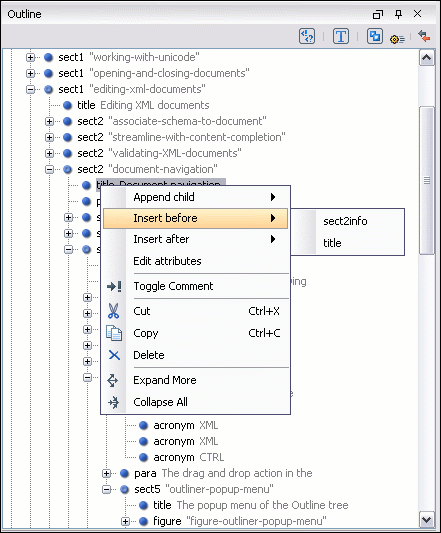 Outline
sect1 "working-with-unicode"
sect1 "opening-and-closing-documents"
sect1 "editing-xml-documents"
title Editing XML documents
sect2 "associate-schema-to-document"
sect2 "streamline-with-content-completion"
sect2 "validating-XML-documents"
sect2 "document-navigation"
title Document navigation
Append child
Insert before
sect2info
Insert after
title
Edit attributes
Toggle Comment
Cut Ctrl+X
Copy Ctrl+C
Delete
Expand More
Collapse All
acronym XML
acronym XML
acronym CTRL
para The drag and drop action in the
sect5 "outliner-popup-menu"
title The popup menu of the Outline tree
figure "figure-outliner-popup-menu"